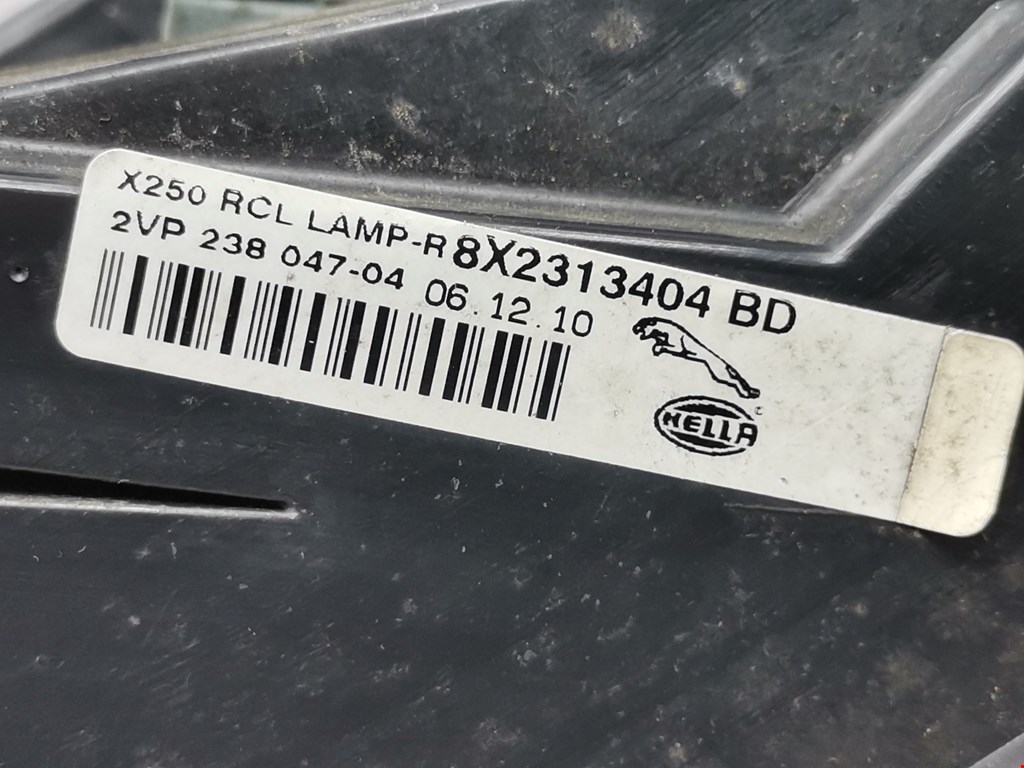 X250 RCL LAMP-R 8X2313404 BD
2VP 238 047-04 06.12.10
HELLA